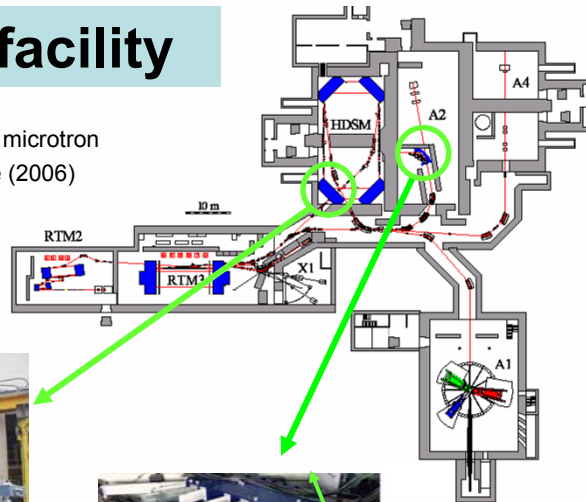 facility
microtron
(2006)
A4
A2
HDSM
10 m
RTM2
RTM3
X1
A1